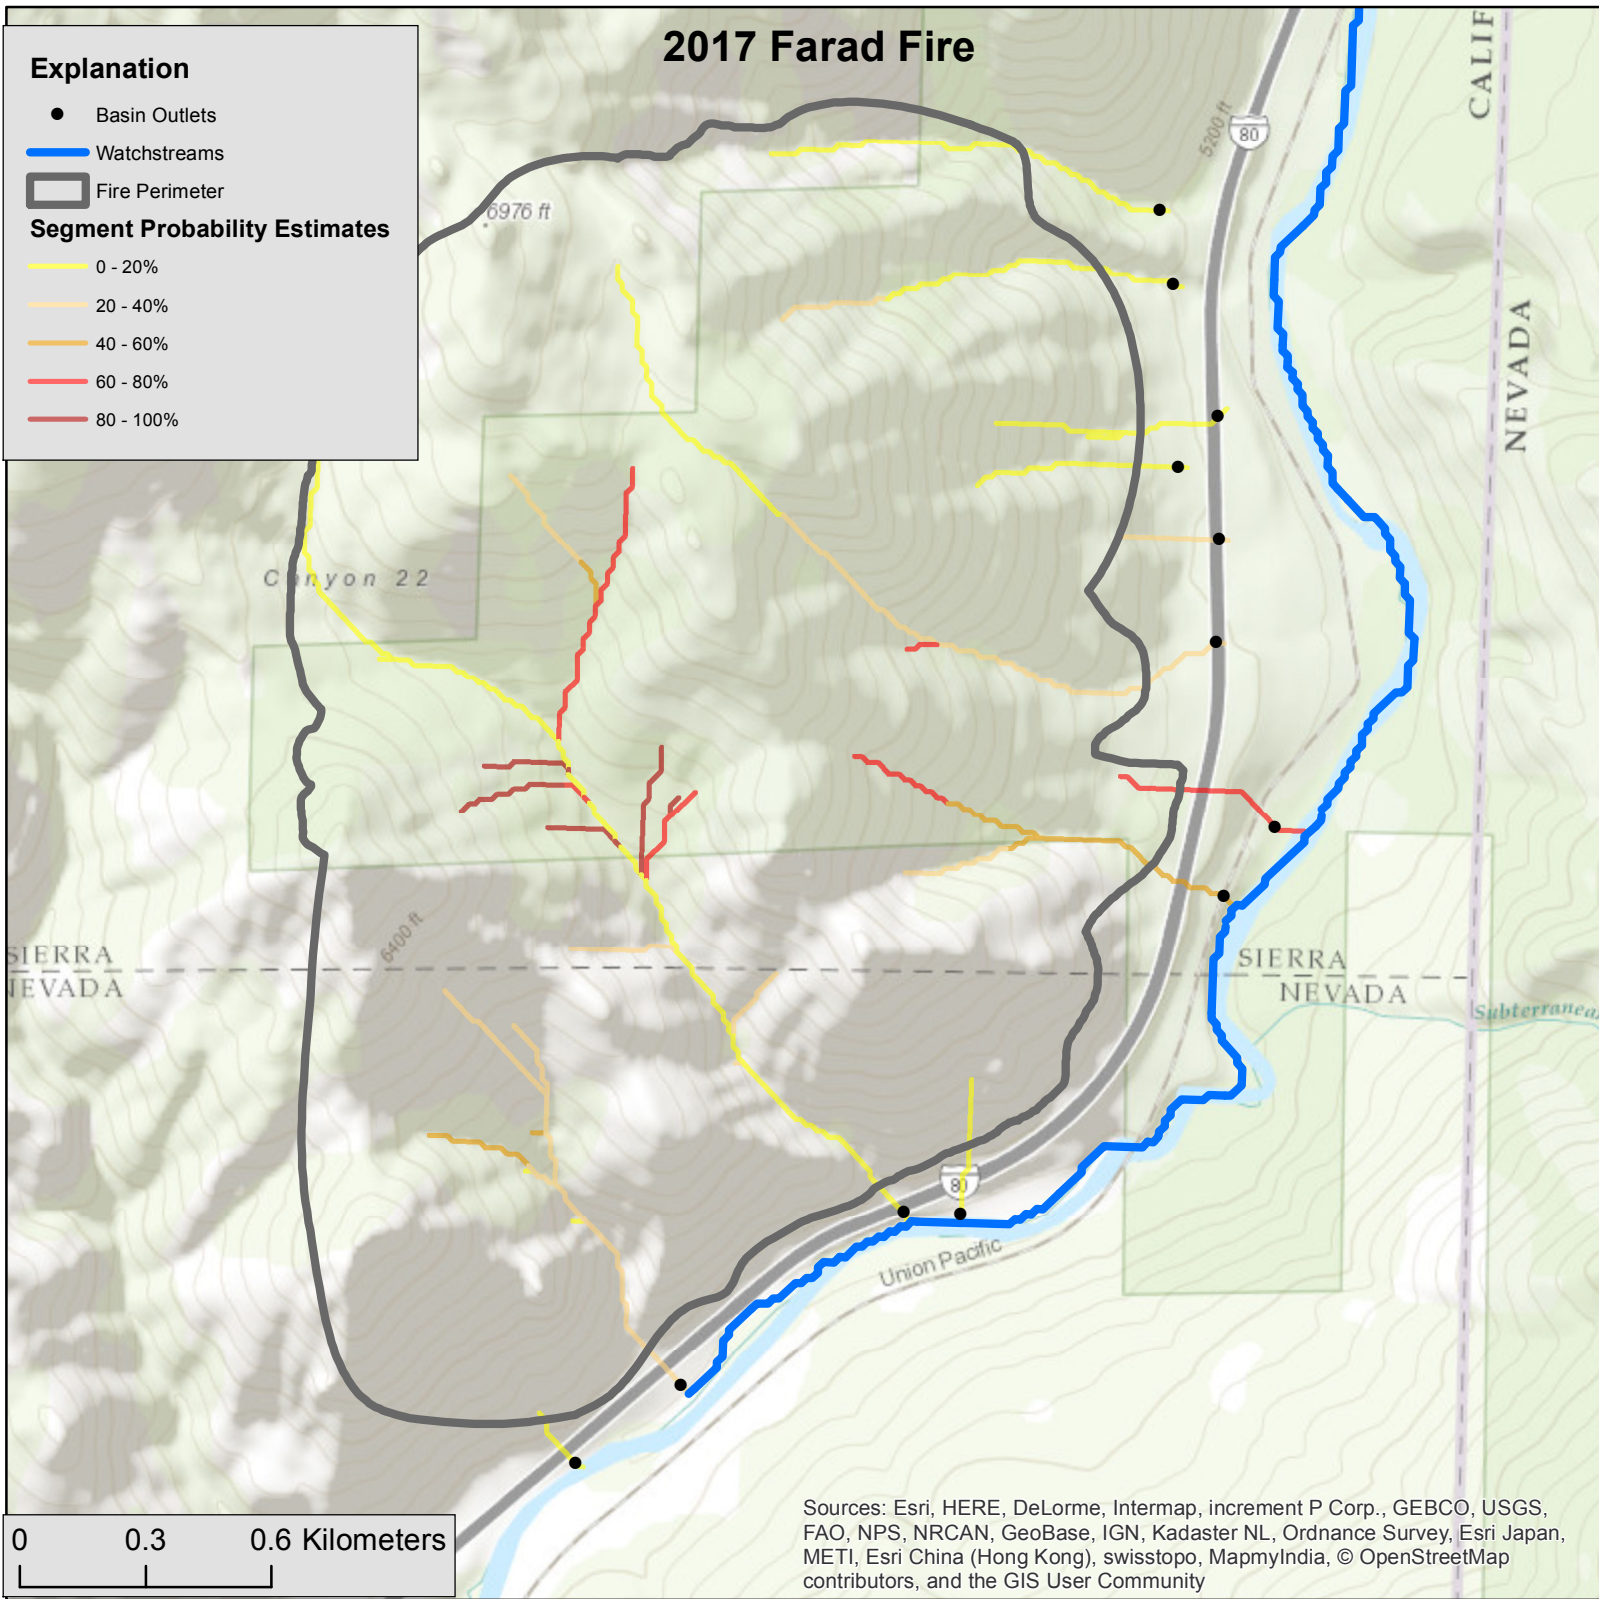 2017 Farad Fire
Explanation
Basin Outlets
Watchstreams
Fire Perimeter
Segment Probability Estimates
0 - 20%
20 - 40%
40 - 60%
60 - 80%
80 - 100%
6976 ft
5200 ft
80
CALIF
NEVADA
Canyon 22
6400 ft
SIERRA
NEVADA
SIERRA
NEVADA
Subterranea
80
Union Pacific
0 0.3 0.6 Kilometers
Sources: Esri, HERE, DeLorme, Intermap, increment P Corp., GEBCO, USGS,
FAO, NPS, NRCAN, GeoBase, IGN, Kadaster NL, Ordnance Survey, Esri Japan,
METI, Esri China (Hong Kong), swisstopo, MapmyIndia, © OpenStreetMap
contributors, and the GIS User Community